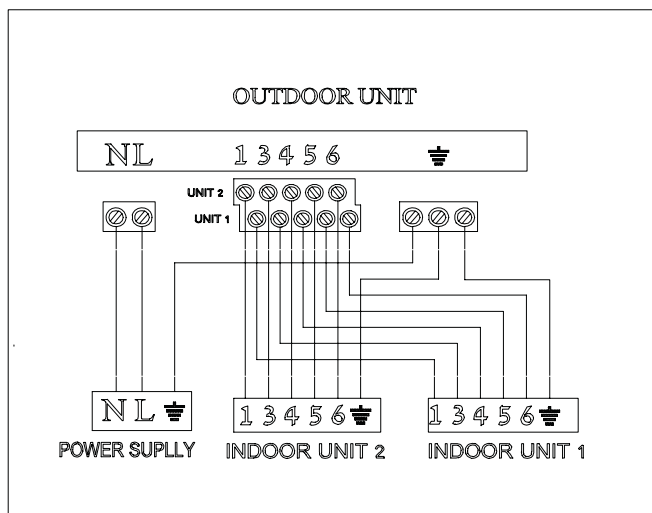 OUTDOOR UNIT
N L 1 3 4 5 6
UNIT 2
UNIT 1
N L
1 3 4 5 6
1 3 4 5 6
POWER SUPLLY
INDOOR UNIT 2
INDOOR UNIT 1